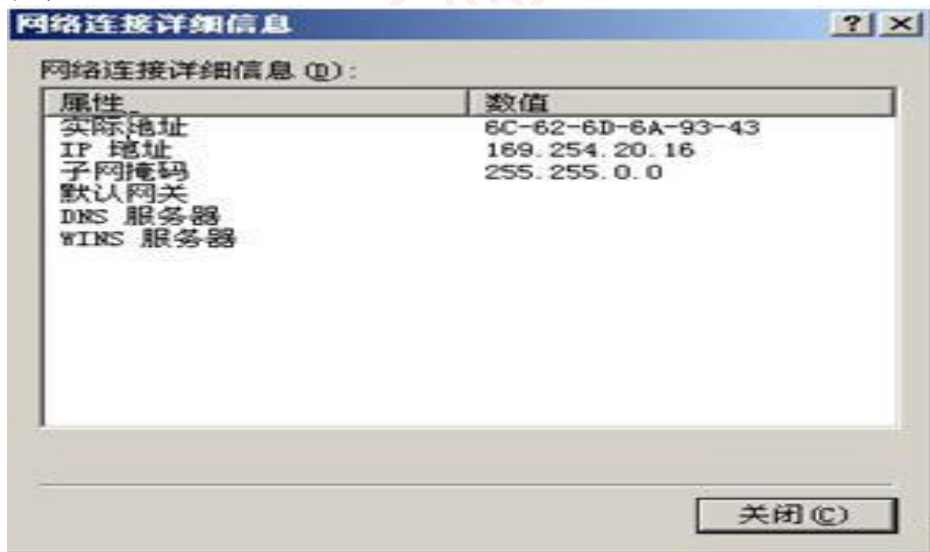 网络连接详细信息
网络连接详细信息(D):
属性 数值
实际地址 6C-62-6D-6A-93-43
IP 地址 169.254.20.16
子网掩码 255.255.0.0
默认网关
DNS 服务器
WINS 服务器
关闭(C)